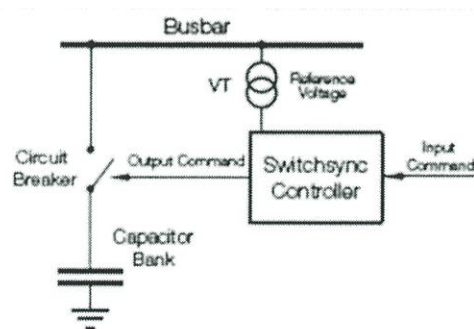 Busbar
VT
Reference
Voltage
Circuit
Breaker
Output Command
Switchsync
Controller
Input
Command
Capacitor
Bank